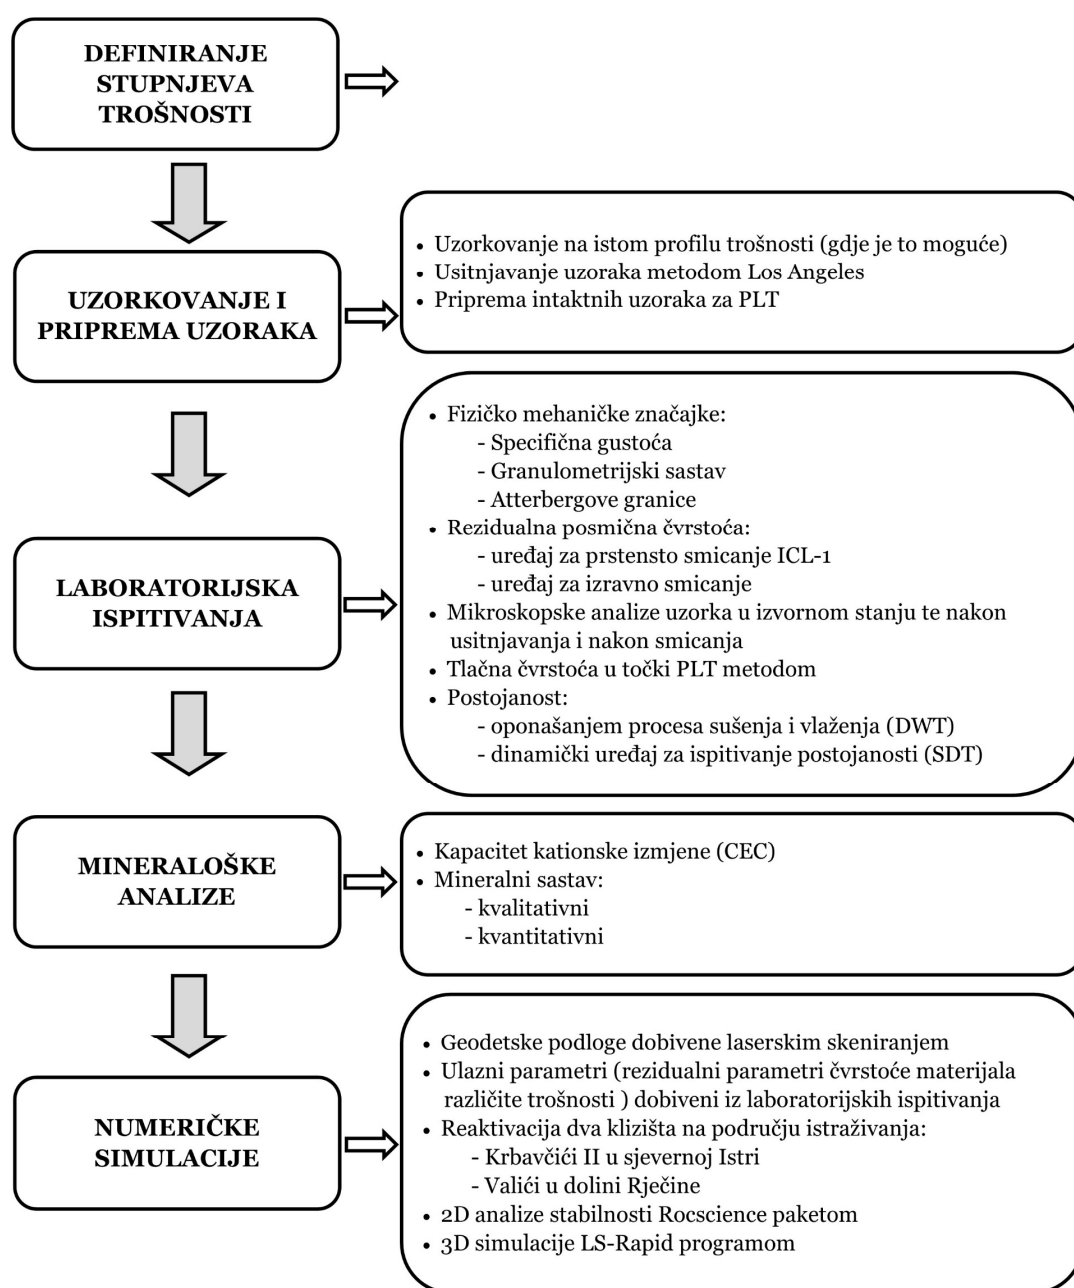 DEFINIRANJE
STUPNJEVA
TROŠNOSTI
UZORKOVANJE I
PRIPREMA UZORAKA
• Uzorkovanje na istom profilu trošnosti (gdje je to moguće)
• Usitnjavanje uzoraka metodom Los Angeles
• Priprema intaktnih uzoraka za PLT
LABORATORIJSKA
ISPITIVANJA
• Fizičko mehaničke značajke:
- Specifična gustoća
- Granulometrijski sastav
- Atterbergove granice
• Rezidualna posmična čvrstoća:
- uređaj za prstensto smicanje ICL-1
- uređaj za izravno smicanje
• Mikroskopske analize uzorka u izvornom stanju te nakon
usitnjavanja i nakon smicanja
• Tlačna čvrstoća u točki PLT metodom
• Postojanost:
- oponašanjem procesa sušenja i vlaženja (DWT)
- dinamički uređaj za ispitivanje postojanosti (SDT)
MINERALOŠKE
ANALIZE
• Kapacitet kationske izmjene (CEC)
• Mineralni sastav:
- kvalitativni
- kvantitativni
NUMERIČKE
SIMULACIJE
• Geodetske podloge dobivene laserskim skeniranjem
• Ulazni parametri (rezidualni parametri čvrstoće materijala
različite trošnosti ) dobiveni iz laboratorijskih ispitivanja
• Reaktivacija dva klizišta na području istraživanja:
- Krbavčići II u sjevernoj Istri
- Valići u dolini Rječine
• 2D analize stabilnosti Rocscience paketom
• 3D simulacije LS-Rapid programom